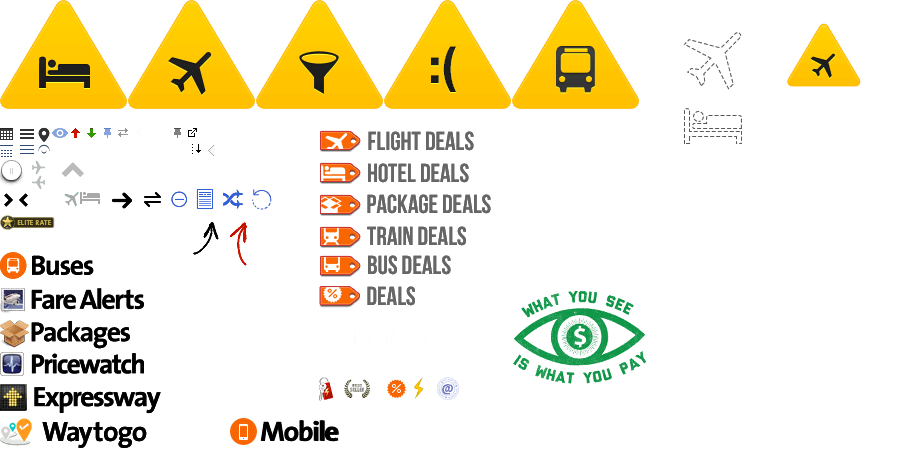 :(
FLIGHT DEALS
HOTEL DEALS
PACKAGE DEALS
TRAIN DEALS
BUS DEALS
DEALS
ELITE RATE
Buses
Fare Alerts
Packages
Pricewatch
Expressway
Waytogo
Mobile
WHAT YOU SEE
$
IS WHAT YOU PAY
%
@